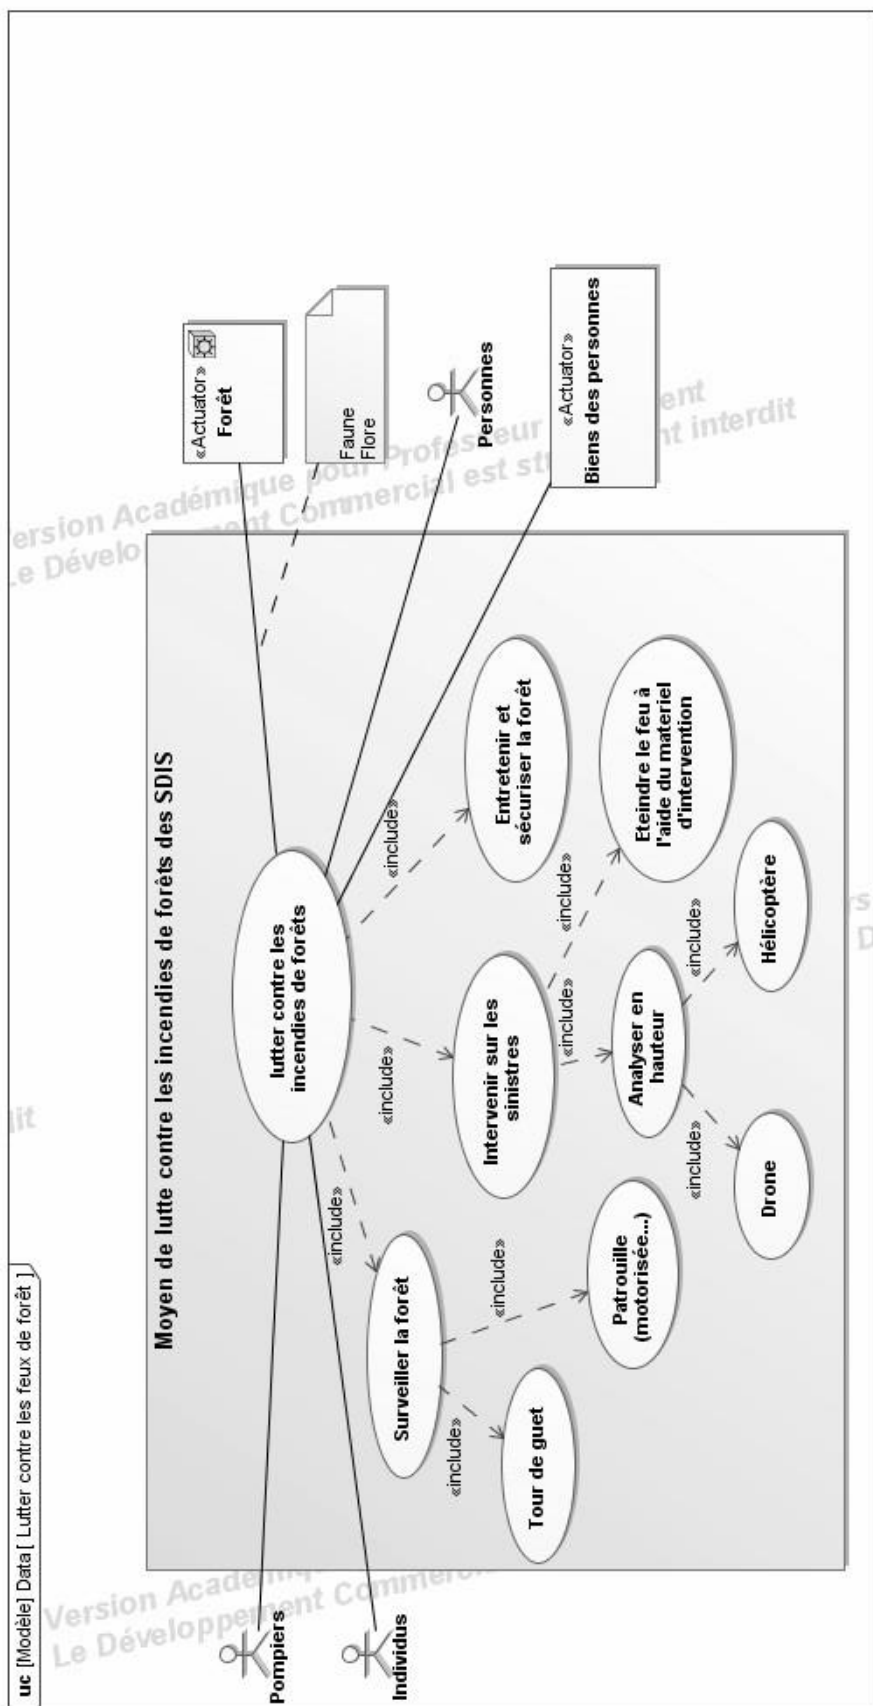 uc [Modèle] Data [ Lutter contre les feux de forêt ]
Moyen de lutte contre les incendies de forêts des SDIS
Pompiers
Individus
lutter contre les
incendies de forêts
«Actuator»
Forêt
Faune
Flore
Personnes
«Actuator»
Biens des personnes
«include»
«include»
«include»
Surveiller la forêt
Intervenir sur les
sinistres
Entretenir et
sécuriser la forêt
«include»
«include»
«include»
«include»
Tour de guet
Patrouille
(motorisée...)
Analyser en
hauteur
Eteindre le feu à
l'aide du materiel
d'intervention
«include»
«include»
Drone
Hélicoptère
Version Académique pour Professeur
Le Développement Commercial est
interdit